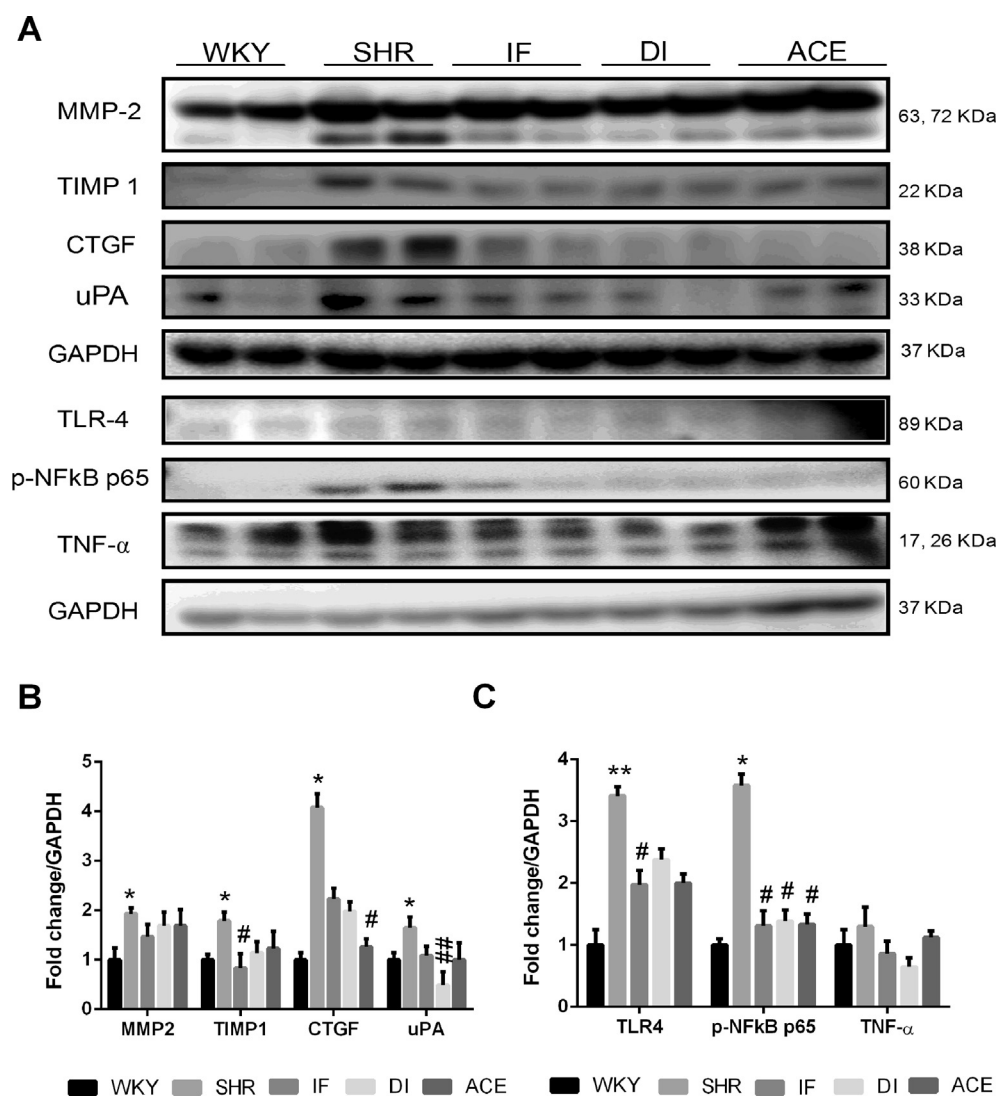 A
WKY SHR IF DI ACE
MMP-2 63, 72 KDa
TIMP 1 22 KDa
CTGF 38 KDa
uPA 33 KDa
GAPDH 37 KDa
TLR-4 89 KDa
p-NFkB p65 60 KDa
TNF-α 17, 26 KDa
GAPDH 37 KDa
B
Fold change/GAPDH
5
4
3
2
1
0
* * # * # * ##
MMP2 TIMP1 CTGF uPA
WKY SHR IF DI ACE
C
Fold change/GAPDH
4
3
2
1
0
** # * # # #
TLR4 p-NFkB p65 TNF-α
WKY SHR IF DI ACE